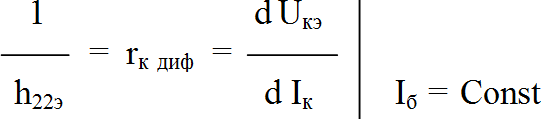 1 / h₂₂э = rк диф = d Uкэ / d Iк | Iб = Const